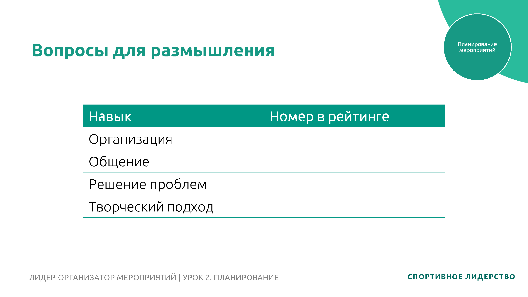 Планирование
мероприятий
Вопросы для размышления
Навык Номер в рейтинге
Организация
Общение
Решение проблем
Творческий подход
ЛИДЕР-ОРГАНИЗАТОР МЕРОПРИЯТИЙ | УРОК 2. ПЛАНИРОВАНИЕ
СПОРТИВНОЕ ЛИДЕРСТВО